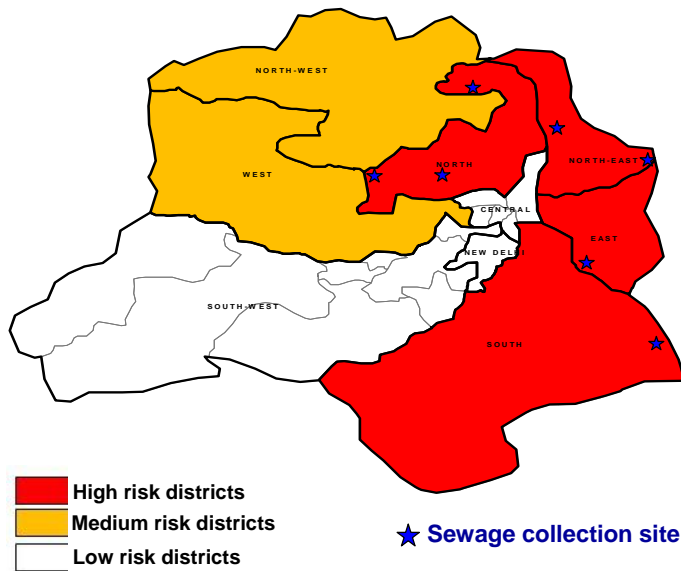 NORTH-WEST
WEST
NORTH
NORTH-EAST
CENTRAL
EAST
NEW DELHI
SOUTH-WEST
SOUTH
High risk districts
Medium risk districts
Low risk districts
Sewage collection site